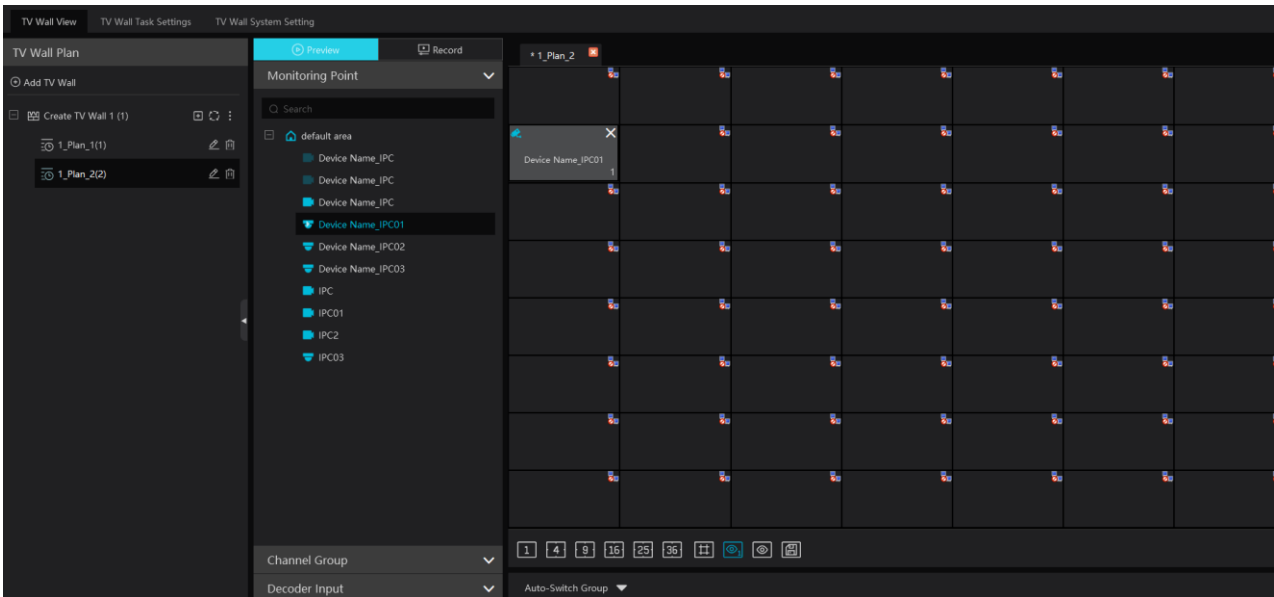 TV Wall View TV Wall Task Settings TV Wall System Setting
TV Wall Plan
Add TV Wall
Create TV Wall 1 (1)
1_Plan_1(1)
1_Plan_2(2)
Preview Record
Monitoring Point
Search
default area
Device Name_IPC
Device Name_IPC
Device Name_IPC
Device Name_IPC01
Device Name_IPC02
Device Name_IPC03
IPC
IPC01
IPC2
IPC03
Channel Group
Decoder Input
* 1_Plan_2
Device Name_IPC01
1
1 4 9 16 25 36
Auto-Switch Group